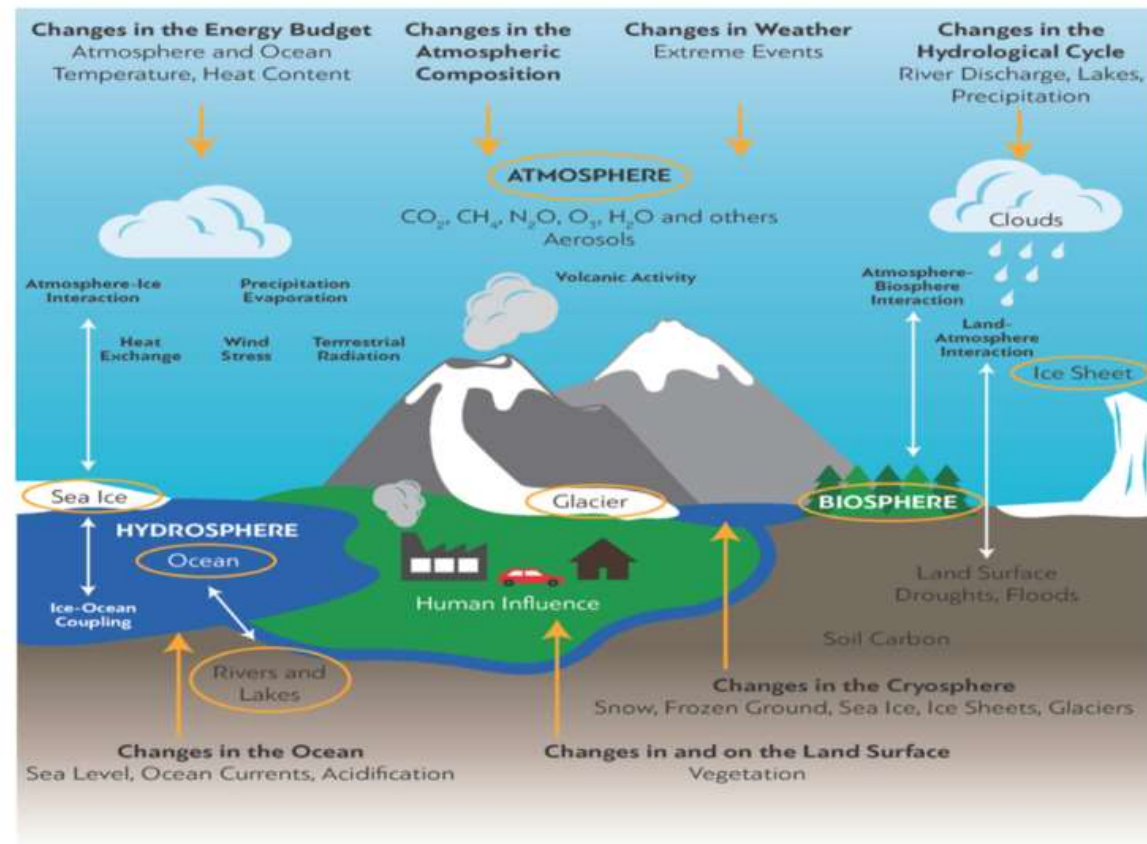 Changes in the Energy Budget
Atmosphere and Ocean
Temperature, Heat Content
Changes in the
Atmospheric
Composition
Changes in Weather
Extreme Events
Changes in the
Hydrological Cycle
River Discharge, Lakes,
Precipitation
ATMOSPHERE
CO₂, CH₄, N₂O, O₃, H₂O and others
Aerosols
Clouds
Volcanic Activity
Atmosphere-Ice
Interaction
Precipitation
Evaporation
Atmosphere-
Biosphere
Interaction
Heat
Exchange
Wind
Stress
Terrrestrial
Radiation
Land-
Atmosphere
Interaction
Ice Sheet
Sea Ice
Glacier
BIOSPHERE
HYDROSPHERE
Ocean
Ice-Ocean
Coupling
Human Influence
Land Surface
Droughts, Floods
Soil Carbon
Rivers and
Lakes
Changes in the Cryosphere
Snow, Frozen Ground, Sea Ice, Ice Sheets, Glaciers
Changes in the Ocean
Sea Level, Ocean Currents, Acidification
Changes in and on the Land Surface
Vegetation